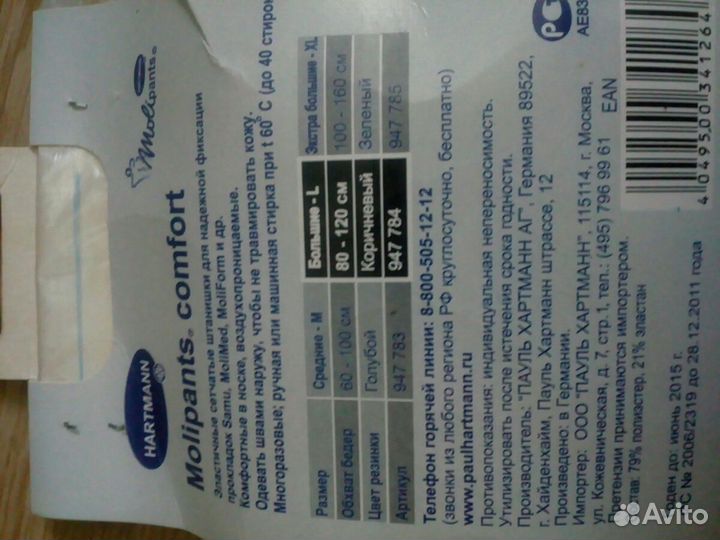 Molipants®
HARTMANN
Molipants® comfort
Эластичные сетчатые штанишки для надежной фиксации
прокладок Samu, MoliMed, MoliForm и др.
Комфортные в носке, воздухопроницаемые.
Одевать швами наружу, чтобы не травмировать кожу.
Многоразовые; ручная или машинная стирка при t 60° C (до 40 стирок
Размер Средние - M Большие - L Экстра большие - XL
Обхват бедер 60 - 100 см 80 - 120 см 100 - 160 см
Цвет резинки Голубой Коричневый Зеленый
Артикул 947 783 947 784 947 785
Телефон горячей линии: 8-800-505-12-12
(звонки из любого региона РФ круглосуточно, бесплатно)
www.paulhartmann.ru
Противопоказания: индивидуальная непереносимость.
Утилизировать после истечения срока годности.
Производитель: "ПАУЛЬ ХАРТМАНН АГ", Германия 89522,
г. Хайденхайм, Пауль Хартманн штрассе, 12
Произведено: в Германии.
Импортер: ООО "ПАУЛЬ ХАРТМАНН", 115114, г. Москва,
ул. Кожевническая, д. 7, стр.1, тел.: (495) 796 99 61
Претензии принимаются импортером.
став: 79% полиэстер, 21% эластан
оден до: июнь 2015 г.
С № 2006/2319 до 28.12.2011 года
EAN
4 049500 341264
АЕ83
Avito